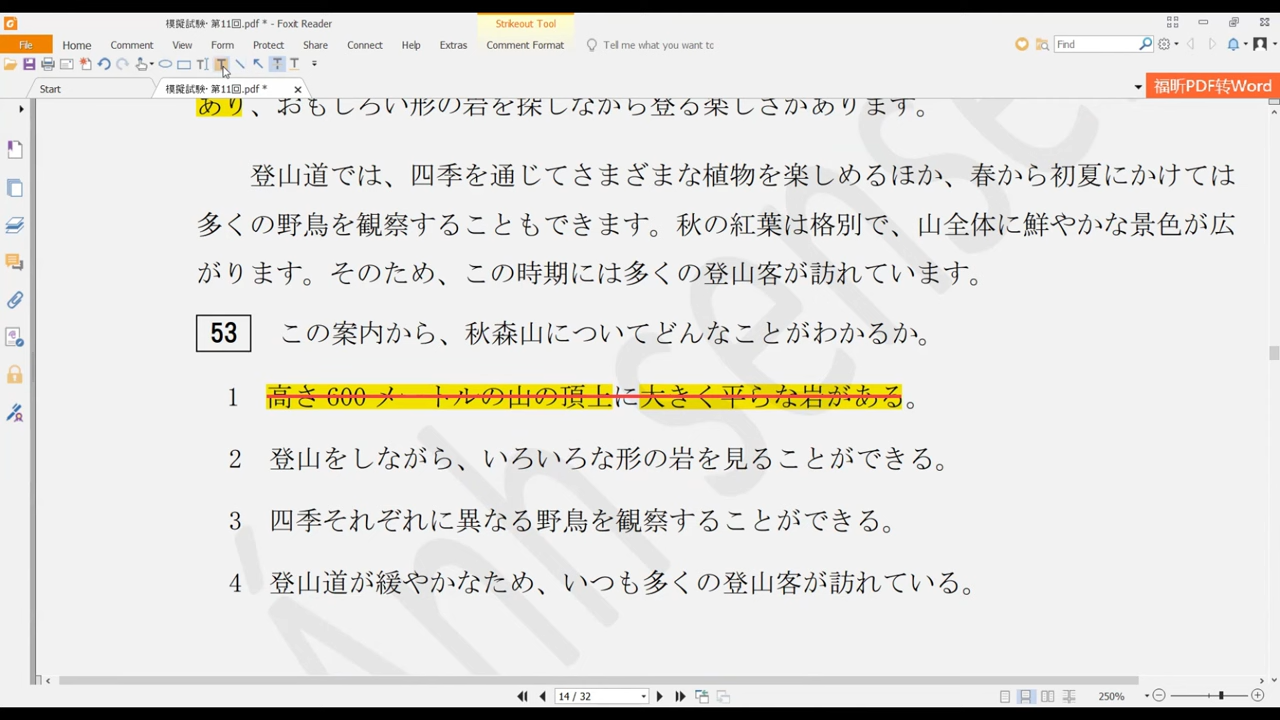 模擬試験· 第11回.pdf * - Foxit Reader
Strikeout Tool
File Home Comment View Form Protect Share Connect Help Extras Comment Format Tell me what you want tc
Find
Start
模擬試験· 第11回.pdf *
福昕PDF转Word
あり、おもしろい形の岩を探しながら登る楽しさがあります。
登山道では、四季を通じてさまざまな植物を楽しめるほか、春から初夏にかけては
多くの野鳥を観察することもできます。秋の紅葉は格別で、山全体に鮮やかな景色が広
がります。そのため、この時期には多くの登山客が訪れています。
53 この案内から、秋森山についてどんなことがわかるか。
1 高さ600メートルの山の頂上に大きく平らな岩がある。
2 登山をしながら、いろいろな形の岩を見ることができる。
3 四季それぞれに異なる野鳥を観察することができる。
4 登山道が緩やかなため、いつも多くの登山客が訪れている。
Ánh sense
14 / 32
250%